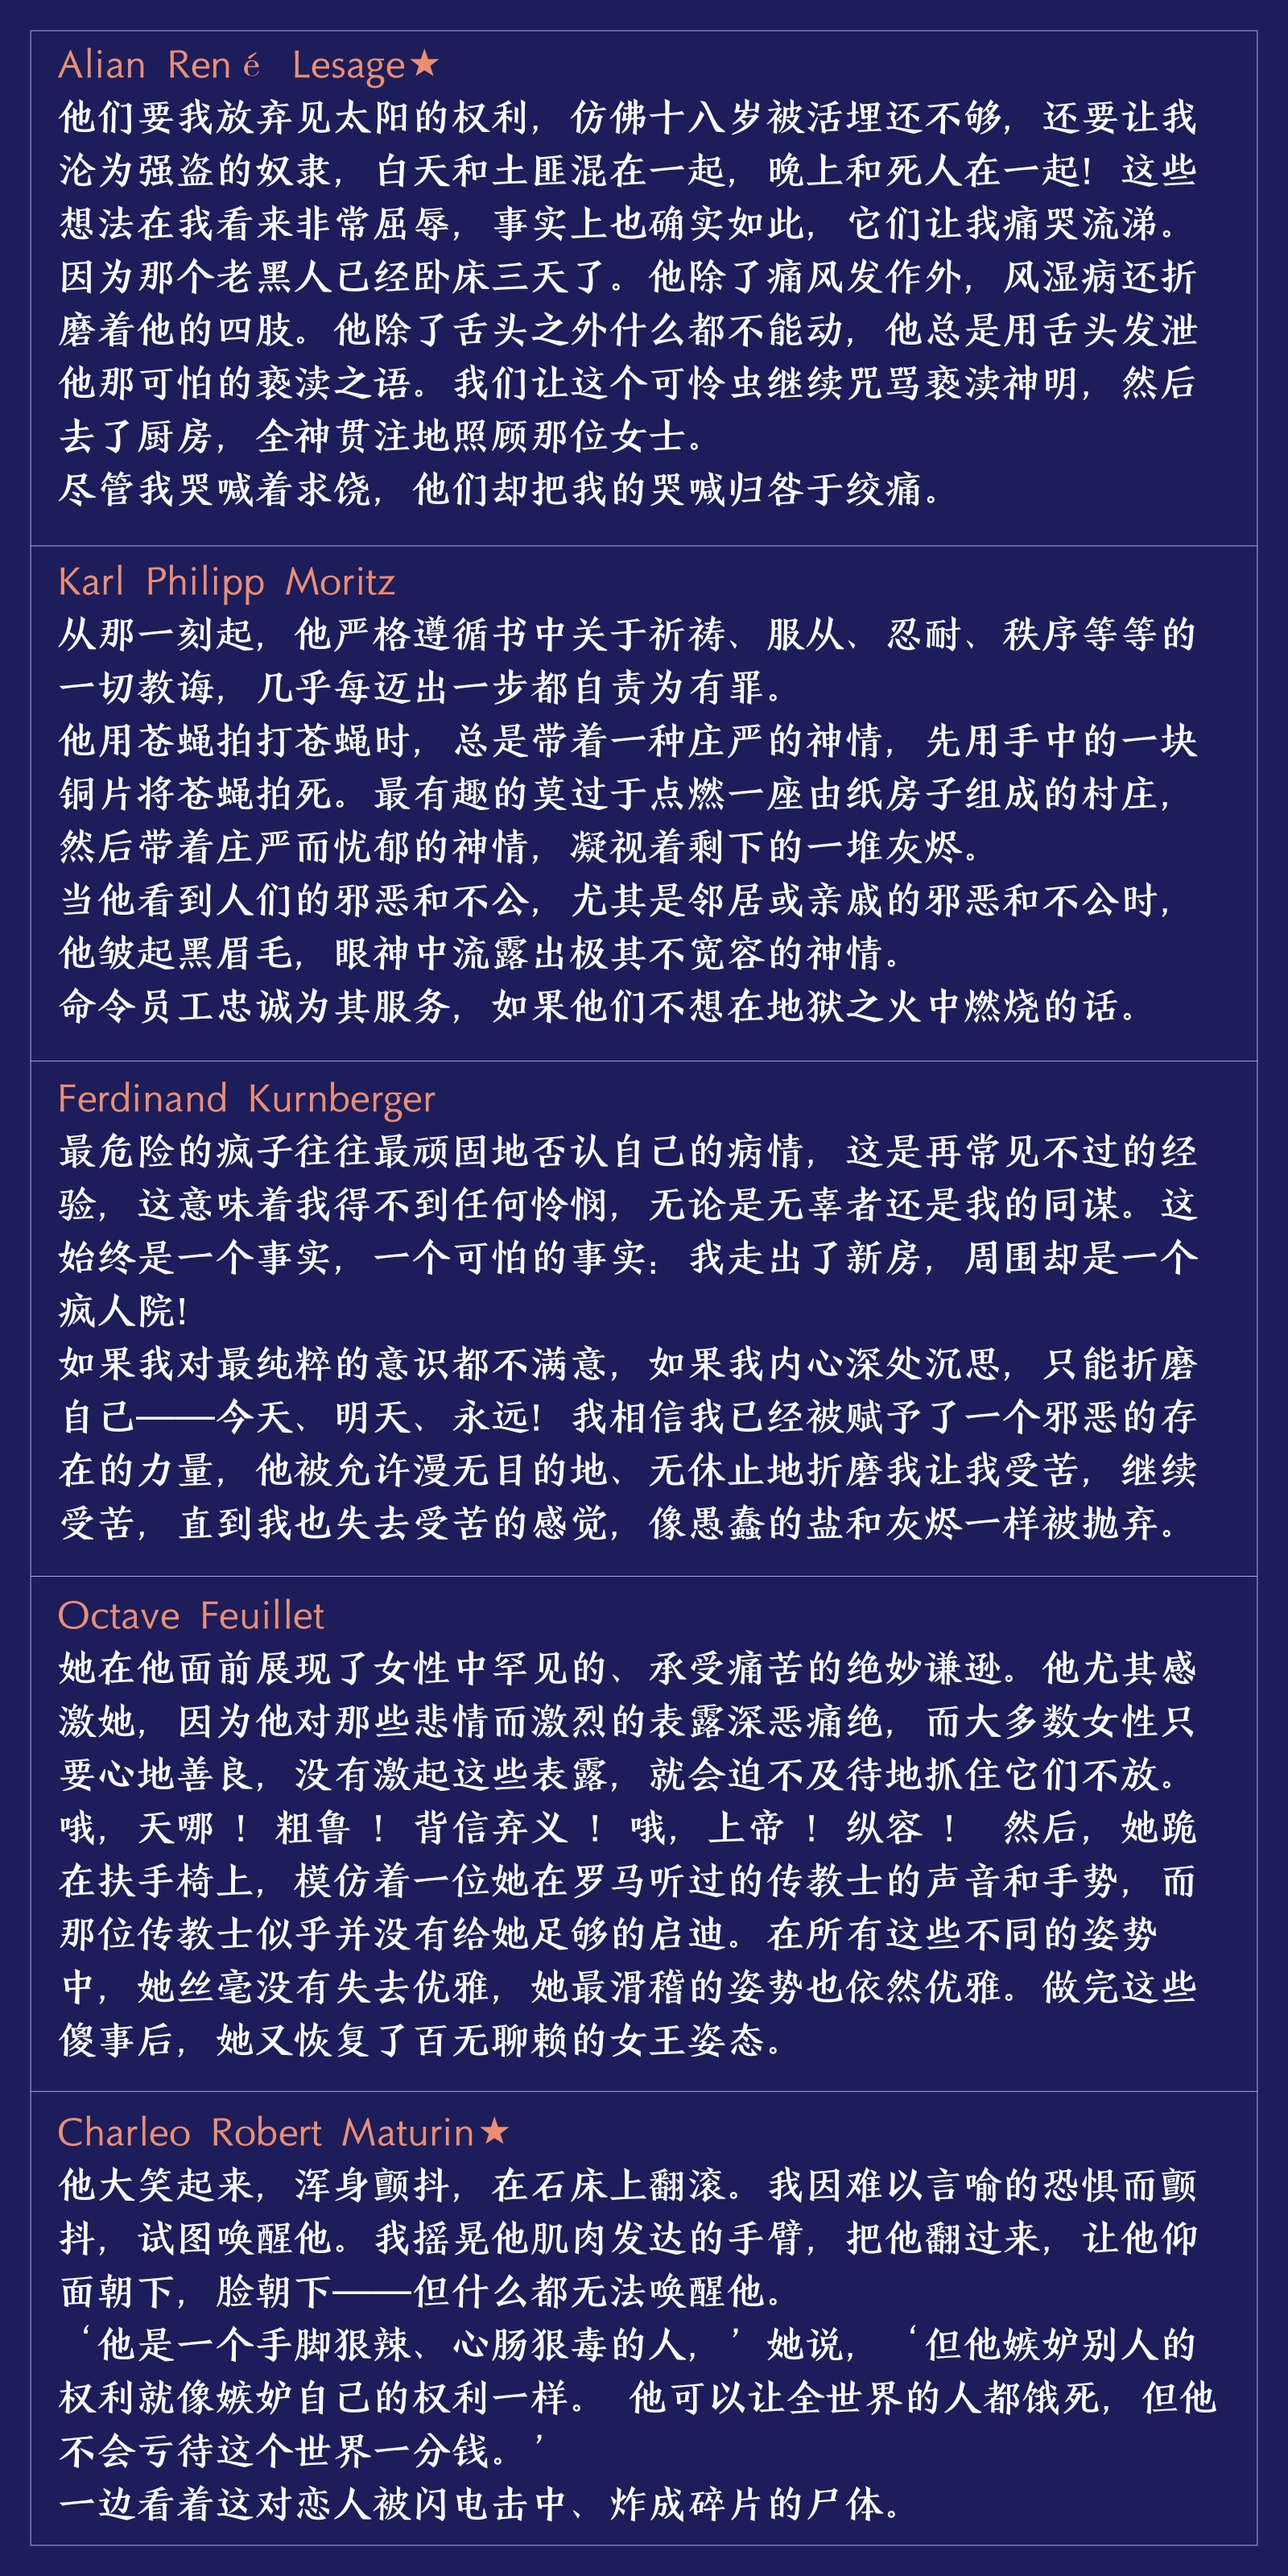 Alian René Lesage★
他们要我放弃见太阳的权利，仿佛十八岁被活埋还不够，还要让我
沦为强盗的奴隶，白天和土匪混在一起，晚上和死人在一起！这些
想法在我看来非常屈辱，事实上也确实如此，它们让我痛哭流涕。
因为那个老黑人已经卧床三天了。他除了痛风发作外，风湿病还折
磨着他的四肢。他除了舌头之外什么都不能动，他总是用舌头发泄
他那可怕的亵渎之语。我们让这个可怜虫继续咒骂亵渎神明，然后
去了厨房，全神贯注地照顾那位女士。
尽管我哭喊着求饶，他们却把我的哭喊归咎于绞痛。
Karl Philipp Moritz
从那一刻起，他严格遵循书中关于祈祷、服从、忍耐、秩序等等的
一切教诲，几乎每迈出一步都自责为有罪。
他用苍蝇拍打苍蝇时，总是带着一种庄严的神情，先用手中的一块
铜片将苍蝇拍死。最有趣的莫过于点燃一座由纸房子组成的村庄，
然后带着庄严而忧郁的神情，凝视着剩下的一堆灰烬。
当他看到人们的邪恶和不公，尤其是邻居或亲戚的邪恶和不公时，
他皱起黑眉毛，眼神中流露出极其不宽容的神情。
命令员工忠诚为其服务，如果他们不想在地狱之火中燃烧的话。
Ferdinand Kurnberger
最危险的疯子往往最顽固地否认自己的病情，这是再常见不过的经
验，这意味着我得不到任何怜悯，无论是无辜者还是我的同谋。这
始终是一个事实，一个可怕的事实：我走出了新房，周围却是一个
疯人院！
如果我对最纯粹的意识都不满意，如果我内心深处沉思，只能折磨
自己——今天、明天、永远！我相信我已经被赋予了一个邪恶的存
在的力量，他被允许漫无目的地、无休止地折磨我让我受苦，继续
受苦，直到我也失去受苦的感觉，像愚蠢的盐和灰烬一样被抛弃。
Octave Feuillet
她在他面前展现了女性中罕见的、承受痛苦的绝妙谦逊。他尤其感
激她，因为他对那些悲情而激烈的表露深恶痛绝，而大多数女性只
要心地善良，没有激起这些表露，就会迫不及待地抓住它们不放。
哦，天哪 ！粗鲁 ！背信弃义 ！哦，上帝 ！纵容 ！ 然后，她跪
在扶手椅上，模仿着一位她在罗马听过的传教士的声音和手势，而
那位传教士似乎并没有给她足够的启迪。在所有这些不同的姿势
中，她丝毫没有失去优雅，她最滑稽的姿势也依然优雅。做完这些
傻事后，她又恢复了百无聊赖的女王姿态。
Charleo Robert Maturin★
他大笑起来，浑身颤抖，在石床上翻滚。我因难以言喻的恐惧而颤
抖，试图唤醒他。我摇晃他肌肉发达的手臂，把他翻过来，让他仰
面朝下，脸朝下——但什么都无法唤醒他。
‘他是一个手脚狠辣、心肠狠毒的人，’她说，‘但他嫉妒别人的
权利就像嫉妒自己的权利一样。 他可以让全世界的人都饿死，但他
不会亏待这个世界一分钱。’
一边看着这对恋人被闪电击中、炸成碎片的尸体。